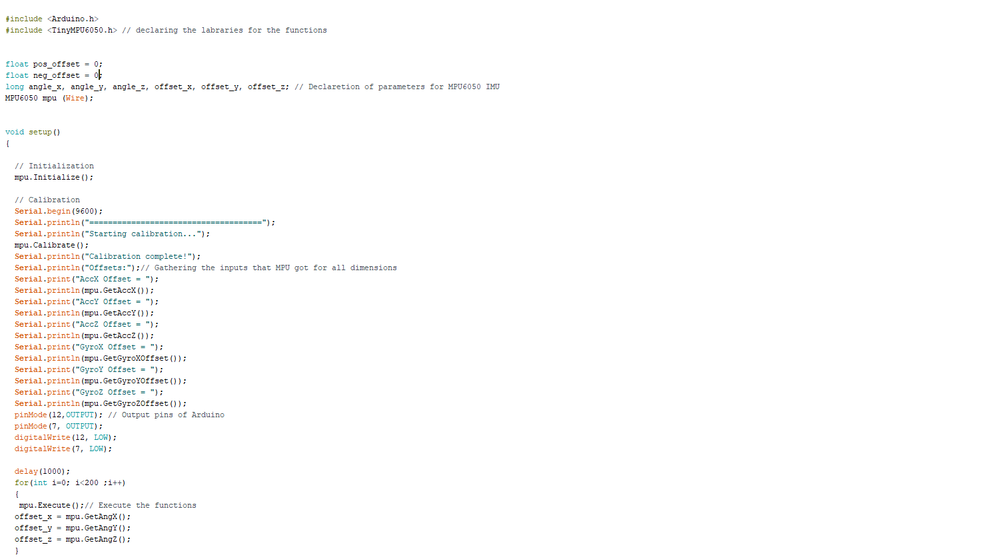 #include <Arduino.h>
#include <TinyMPU6050.h> // declaring the labraries for the functions
float pos_offset = 0;
float neg_offset = 0;
long angle_x, angle_y, angle_z, offset_x, offset_y, offset_z; // Declaretion of parameters for MPU6050 IMU
MPU6050 mpu (Wire);
void setup()
{
// Initialization
mpu.Initialize();
// Calibration
Serial.begin(9600);
Serial.println("=====================================");
Serial.println("Starting calibration...");
mpu.Calibrate();
Serial.println("Calibration complete!");
Serial.println("Offsets:");// Gathering the inputs that MPU got for all dimensions
Serial.print("AccX Offset = ");
Serial.println(mpu.GetAccX());
Serial.print("AccY Offset = ");
Serial.println(mpu.GetAccY());
Serial.print("AccZ Offset = ");
Serial.println(mpu.GetAccZ());
Serial.print("GyroX Offset = ");
Serial.println(mpu.GetGyroXOffset());
Serial.print("GyroY Offset = ");
Serial.println(mpu.GetGyroYOffset());
Serial.print("GyroZ Offset = ");
Serial.println(mpu.GetGyroZOffset());
pinMode(12,OUTPUT); // Output pins of Arduino
pinMode(7, OUTPUT);
digitalWrite(12, LOW);
digitalWrite(7, LOW);
delay(1000);
for(int i=0; i<200 ;i++)
{
mpu.Execute();// Execute the functions
offset_x = mpu.GetAngX();
offset_y = mpu.GetAngY();
offset_z = mpu.GetAngZ();
}